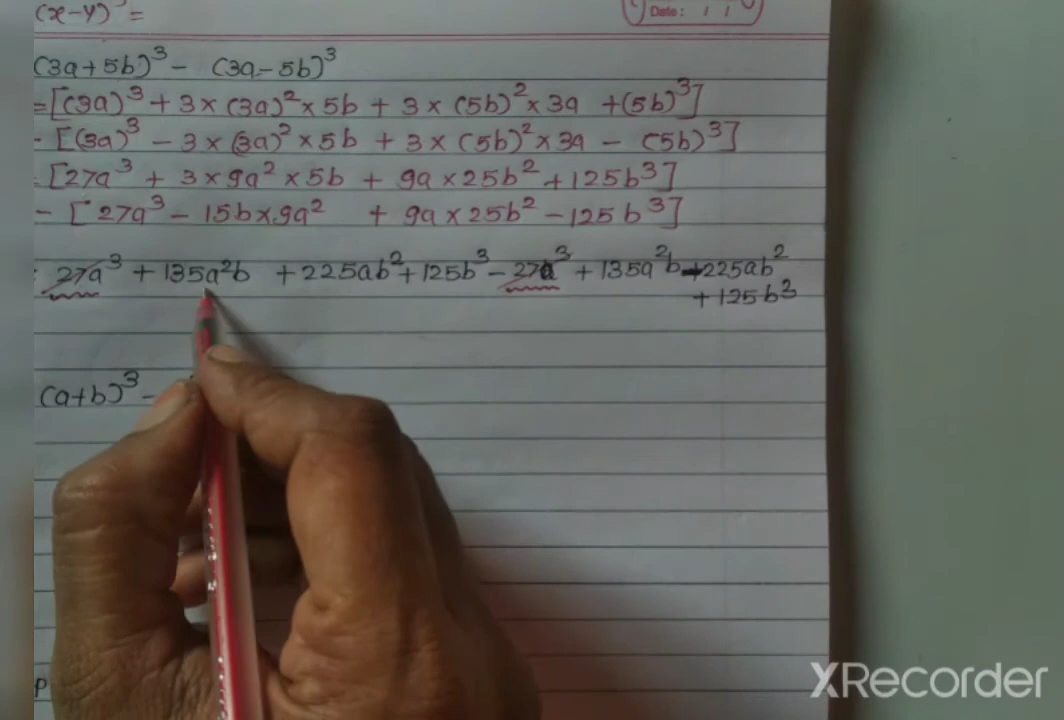 (x-y)³ =
Date : / /
(3a+5b)³ - (3a-5b)³
=[(3a)³ + 3×(3a)²×5b + 3×(5b)²×3a +(5b)³]
- [(3a)³ - 3×(3a)²×5b + 3×(5b)²×3a - (5b)³]
: [27a³ + 3×9a²×5b + 9a×25b²+125b³]
- [27a³ - 15b×9a² + 9a×25b²-125b³]
: 27a³ + 135a²b + 225ab² + 125b³ - 27a³ + 135a²b - 225ab²
+ 125b³
(a+b)³ -
P
XRecorder